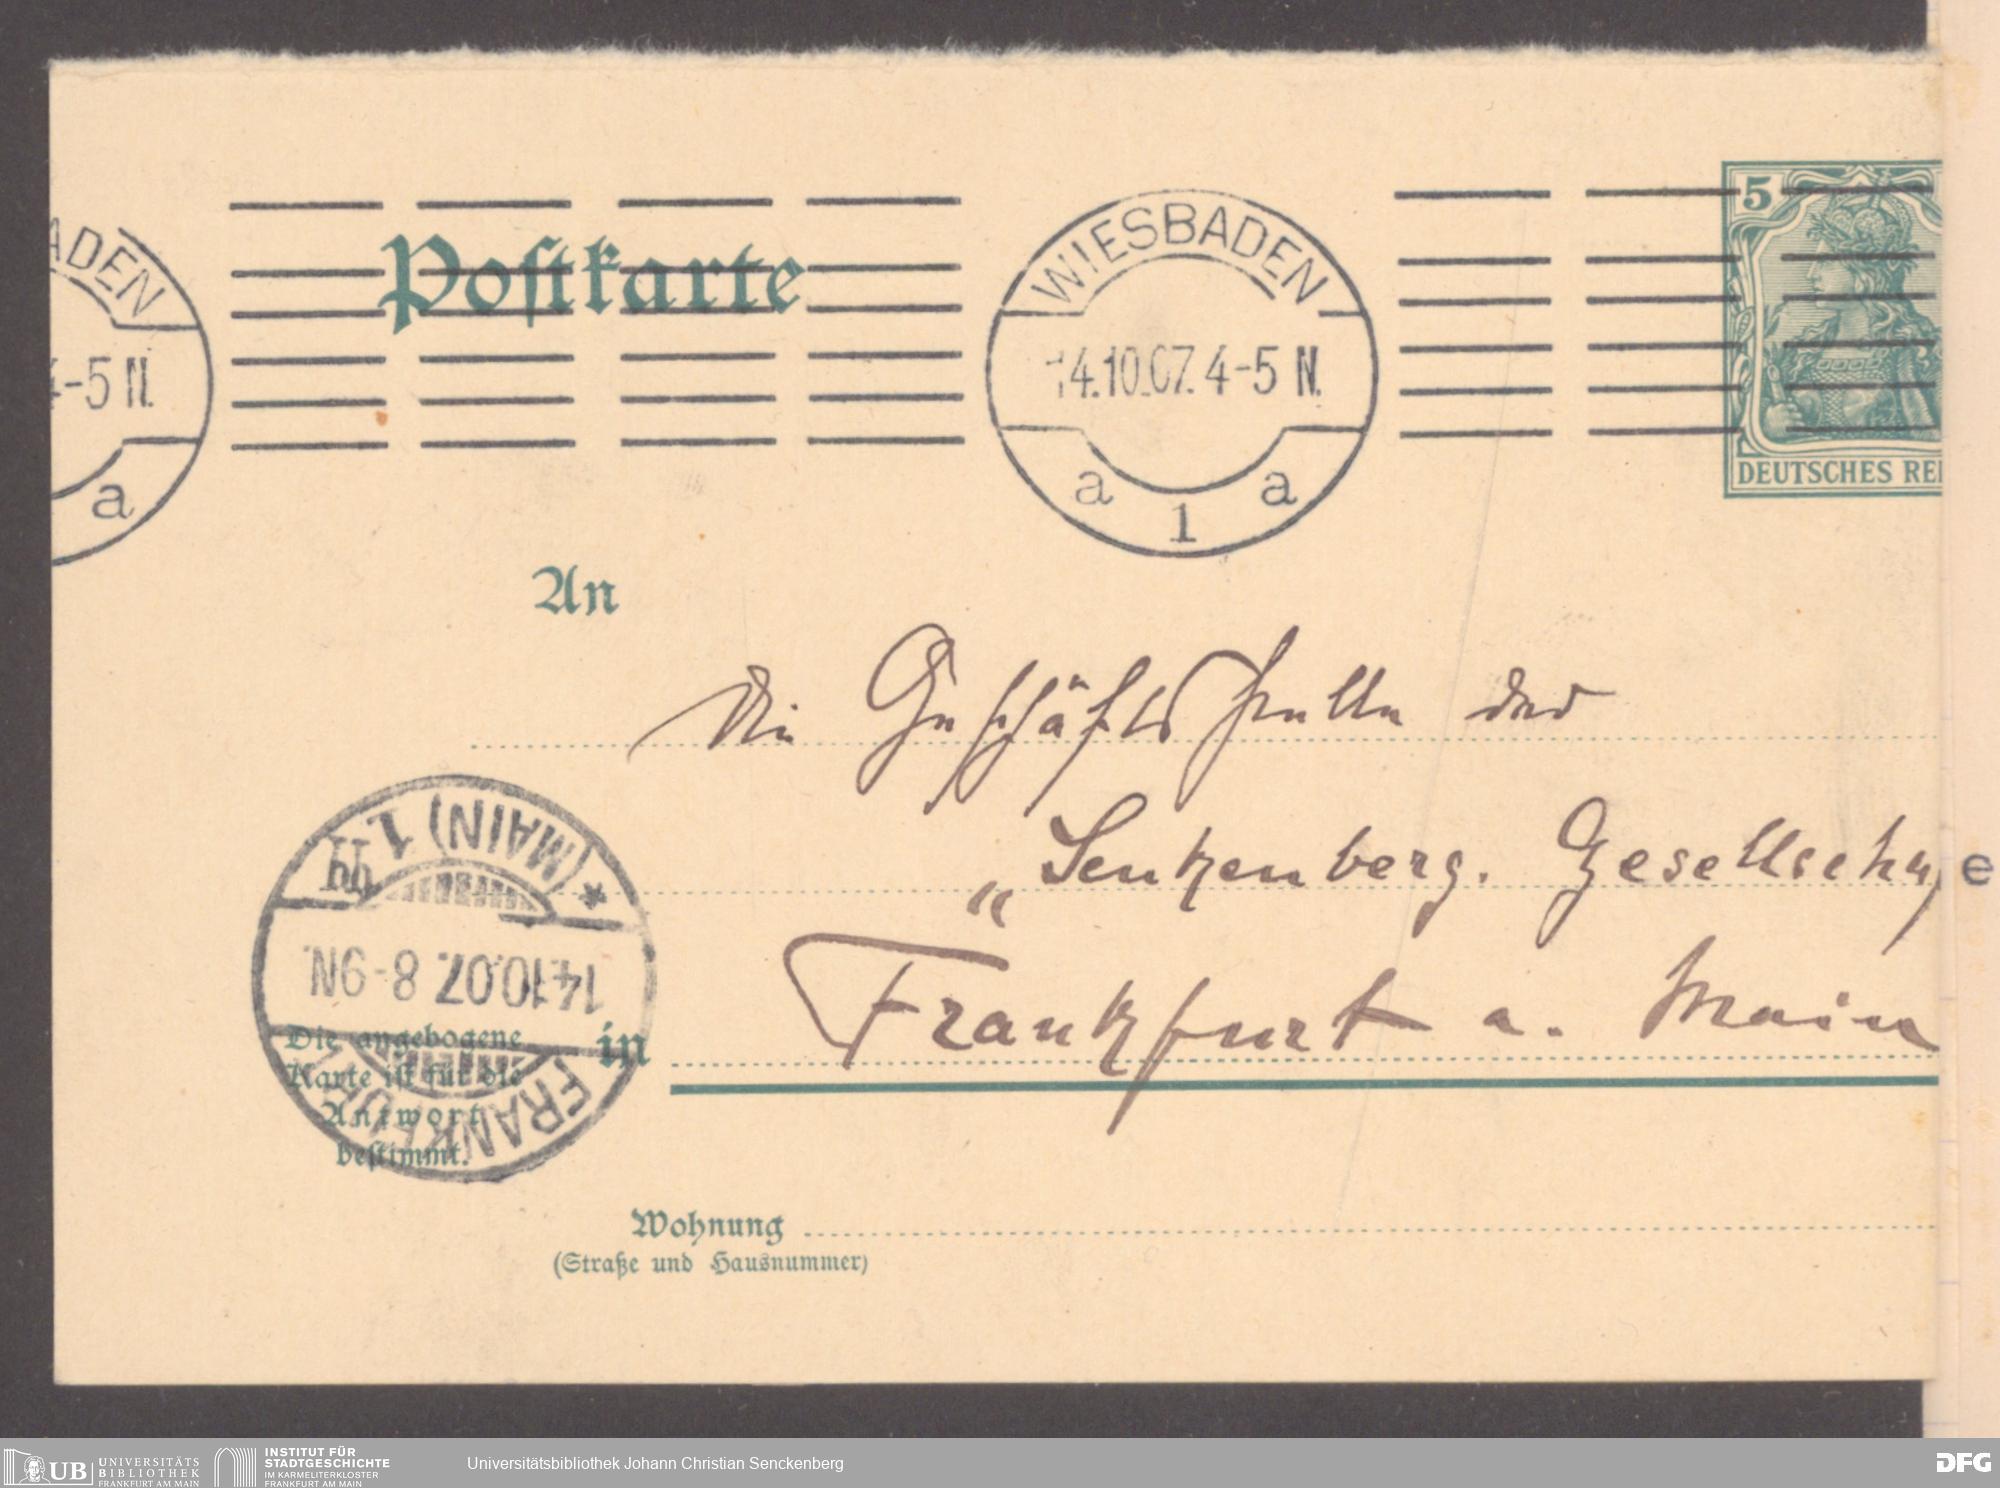 Postkarte
ADEN
4-5 N.
a
WIESBADEN
14.10.07. 4-5 N.
a 1 a
5
DEUTSCHES REI
An
die Geschäftsstelle der
„Senkenberg. Gesellschaf
e
Frankfurt a. Main
in
FRANKFURT
(MAIN) 1
14.10.07. 8-9N.
Die angebogene
Karte ist für die
Antwort
bestimmt.
Wohnung
(Straße und Hausnummer)
UB UNIVERSITÄTS
BIBLIOTHEK
FRANKFURT AM MAIN
INSTITUT FÜR
STADTGESCHICHTE
IM KARMELITERKLOSTER
FRANKFURT AM MAIN
Universitätsbibliothek Johann Christian Senckenberg
DFG